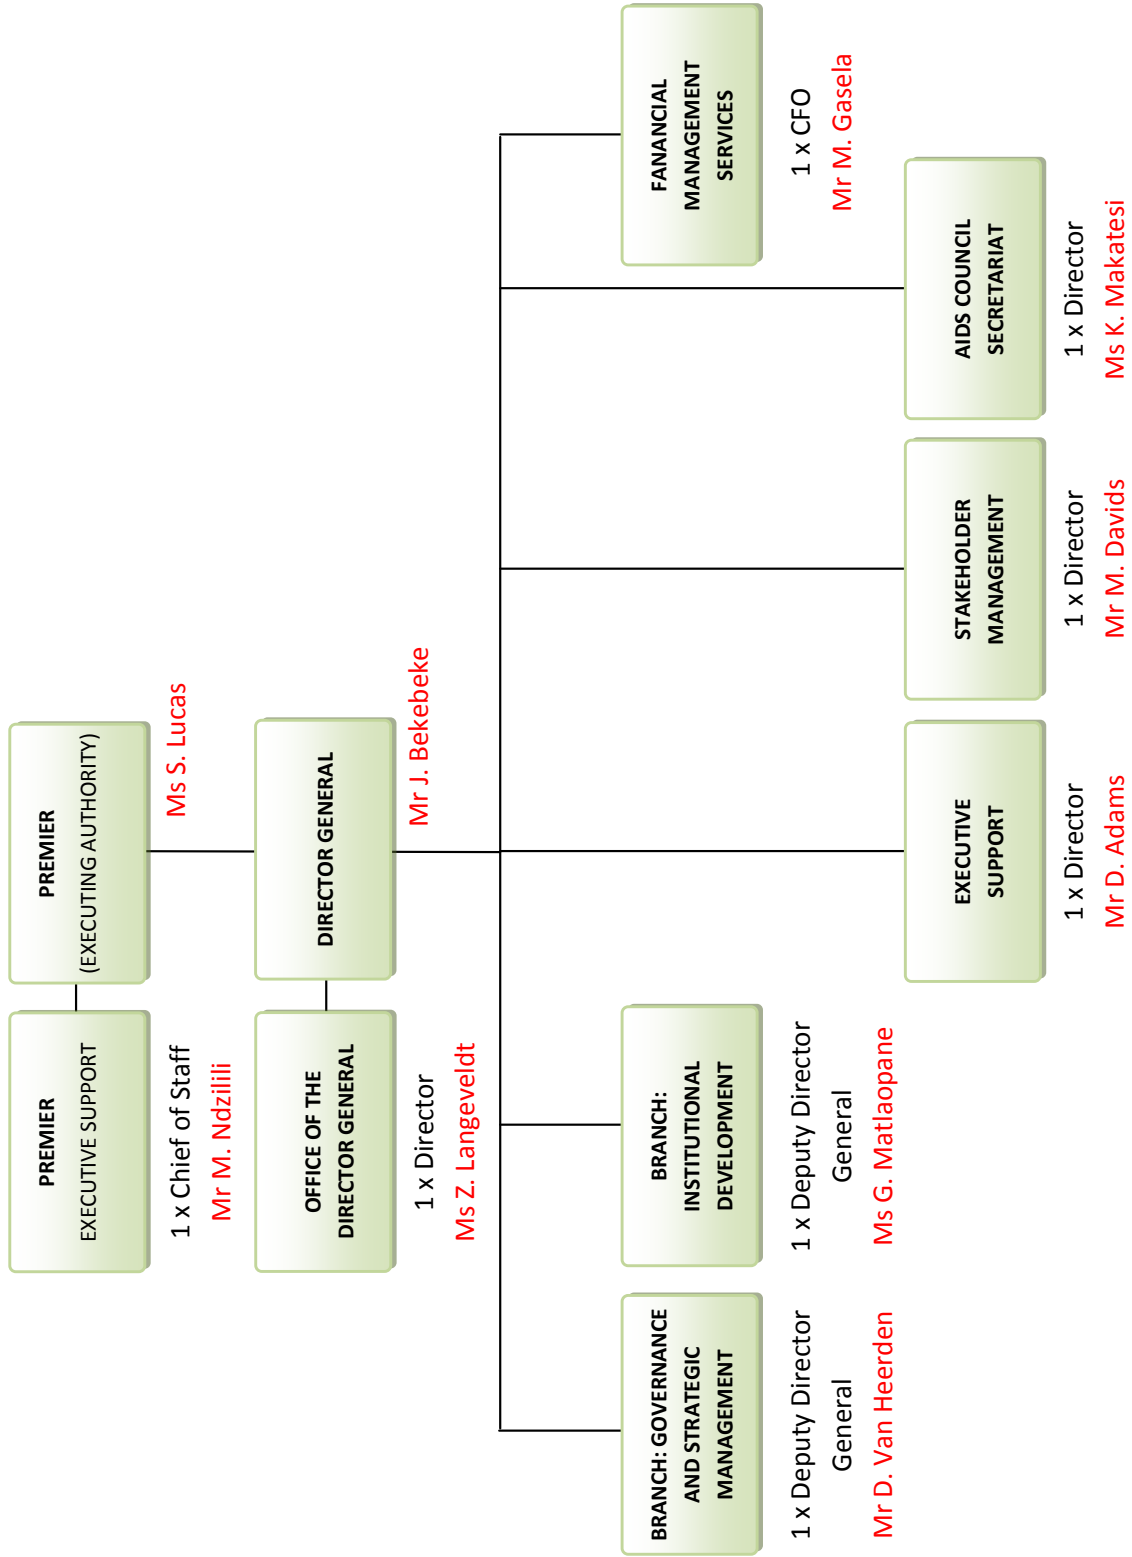 PREMIER
EXECUTIVE SUPPORT
1 x Chief of Staff
Mr M. Ndzilili
PREMIER
(EXECUTING AUTHORITY)
Ms S. Lucas
OFFICE OF THE
DIRECTOR GENERAL
1 x Director
Ms Z. Langeveldt
DIRECTOR GENERAL
Mr J. Bekebeke
BRANCH: GOVERNANCE
AND STRATEGIC
MANAGEMENT
1 x Deputy Director
General
Mr D. Van Heerden
BRANCH:
INSTITUTIONAL
DEVELOPMENT
1 x Deputy Director
General
Ms G. Matlaopane
FANANCIAL
MANAGEMENT
SERVICES
1 x CFO
Mr M. Gasela
EXECUTIVE
SUPPORT
1 x Director
Mr D. Adams
STAKEHOLDER
MANAGEMENT
1 x Director
Mr M. Davids
AIDS COUNCIL
SECRETARIAT
1 x Director
Ms K. Makatesi